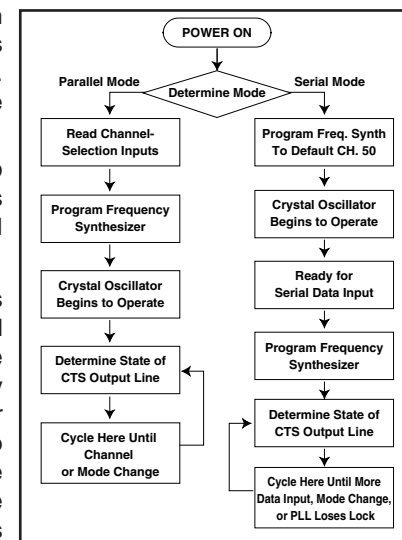 POWER ON
Parallel Mode
Serial Mode
Determine Mode
Read Channel-
Selection Inputs
Program Frequency
Synthesizer
Crystal Oscillator
Begins to Operate
Determine State of
CTS Output Line
Cycle Here Until
Channel
or Mode Change
Program Freq. Synth
To Default CH. 50
Crystal Oscillator
Begins to Operate
Ready for
Serial Data Input
Program Frequency
Synthesizer
Determine State of
CTS Output Line
Cycle Here Until More
Data Input, Mode Change,
or PLL Loses Lock